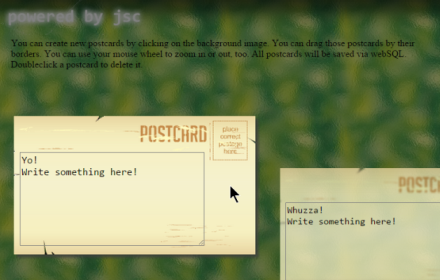 powered by jsc
You can create new postcards by clicking on the background image. You can drag those postcards by their
borders. You can use your mouse wheel to zoom in or out, too. All postcards will be saved via webSQL.
Doubleclick a postcard to delete it.
POSTCARD
place
correct
postage
here
Yo!
Write something here!
POSTC
Whuzza!
Write something here!